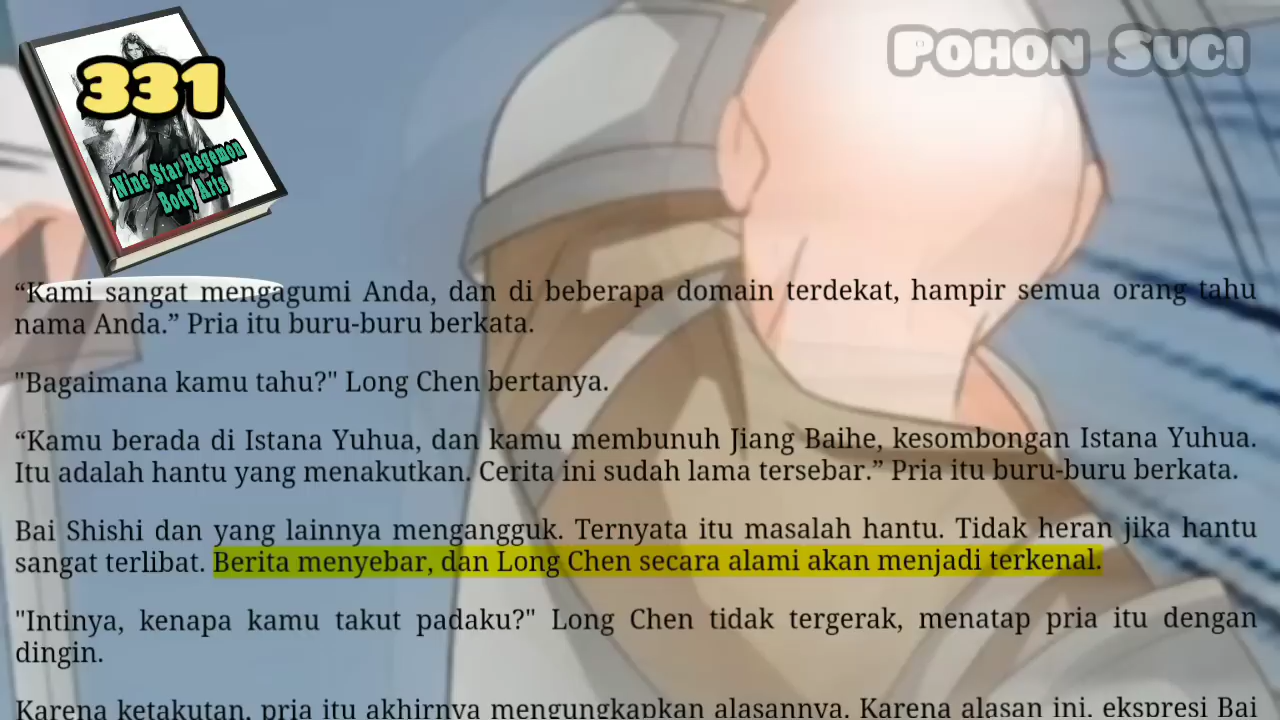 Pohon Suci
331
Nine Star Hegemon
Body Arts
“Kami sangat mengagumi Anda, dan di beberapa domain terdekat, hampir semua orang tahu
nama Anda.” Pria itu buru-buru berkata.
"Bagaimana kamu tahu?" Long Chen bertanya.
“Kamu berada di Istana Yuhua, dan kamu membunuh Jiang Baihe, kesombongan Istana Yuhua.
Itu adalah hantu yang menakutkan. Cerita ini sudah lama tersebar.” Pria itu buru-buru berkata.
Bai Shishi dan yang lainnya mengangguk. Ternyata itu masalah hantu. Tidak heran jika hantu
sangat terlibat. Berita menyebar, dan Long Chen secara alami akan menjadi terkenal.
"Intinya, kenapa kamu takut padaku?" Long Chen tidak tergerak, menatap pria itu dengan
dingin.
Karena ketakutan, pria itu akhirnya mengungkapkan alasannya. Karena alasan ini, ekspresi Bai